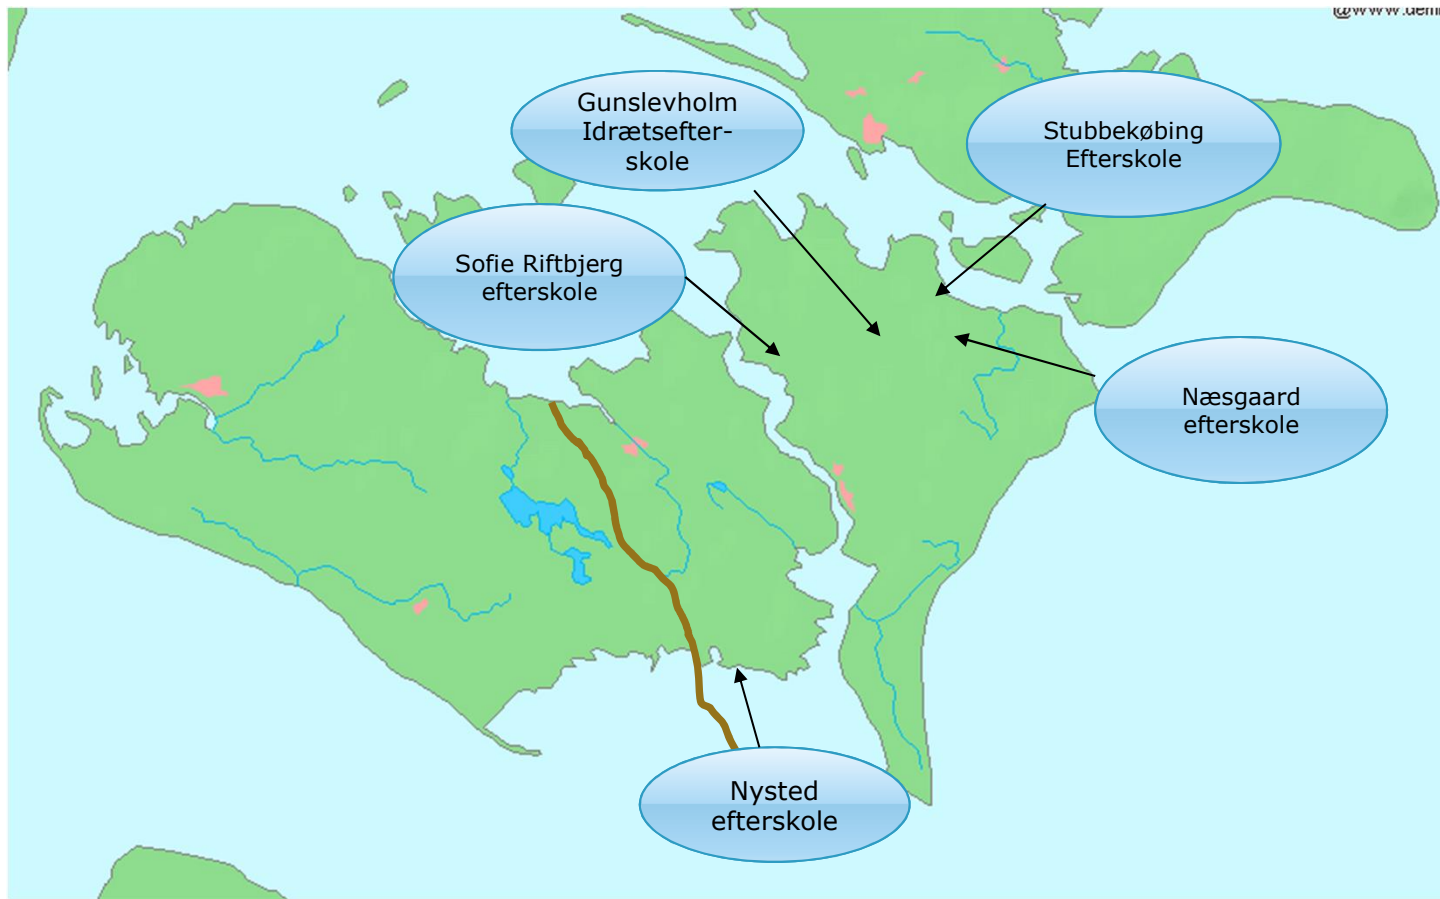 Gunslevholm
Idrætsefter-
skole
Stubbekøbing
Efterskole
Sofie Riftbjerg
efterskole
Næsgaard
efterskole
Nysted
efterskole